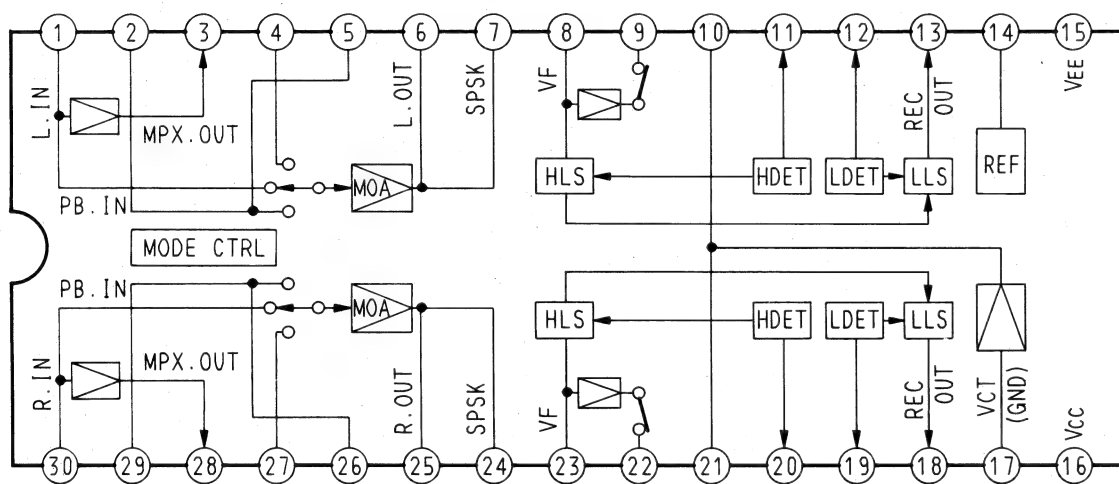 1 2 3 4 5 6 7 8 9 10 11 12 13 14 15
L.IN
MPX.OUT
L.OUT
SPSK
VF
REC OUT
VEE
REF
PB.IN
MOA
HLS
HDET
LDET
LLS
MODE CTRL
PB.IN
MOA
HLS
HDET
LDET
LLS
R.IN
MPX.OUT
R.OUT
SPSK
VF
REC OUT
VCT (GND)
VCC
30 29 28 27 26 25 24 23 22 21 20 19 18 17 16